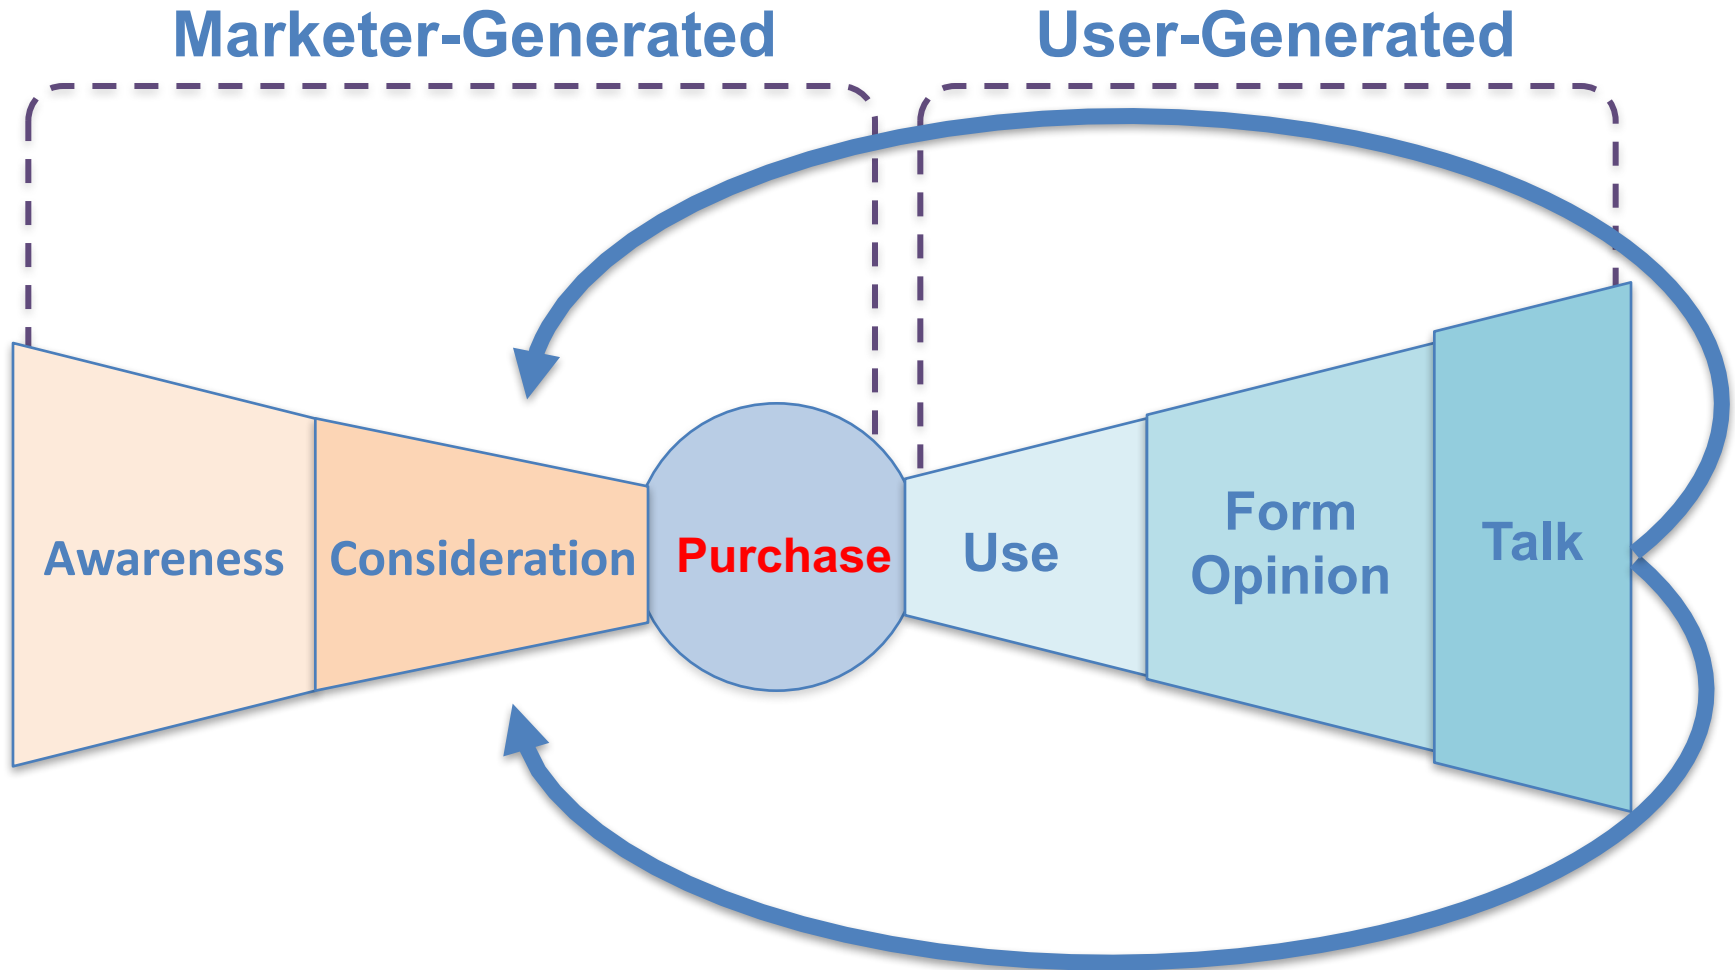 Marketer-Generated
User-Generated
Awareness
Consideration
Purchase
Use
Form
Opinion
Talk